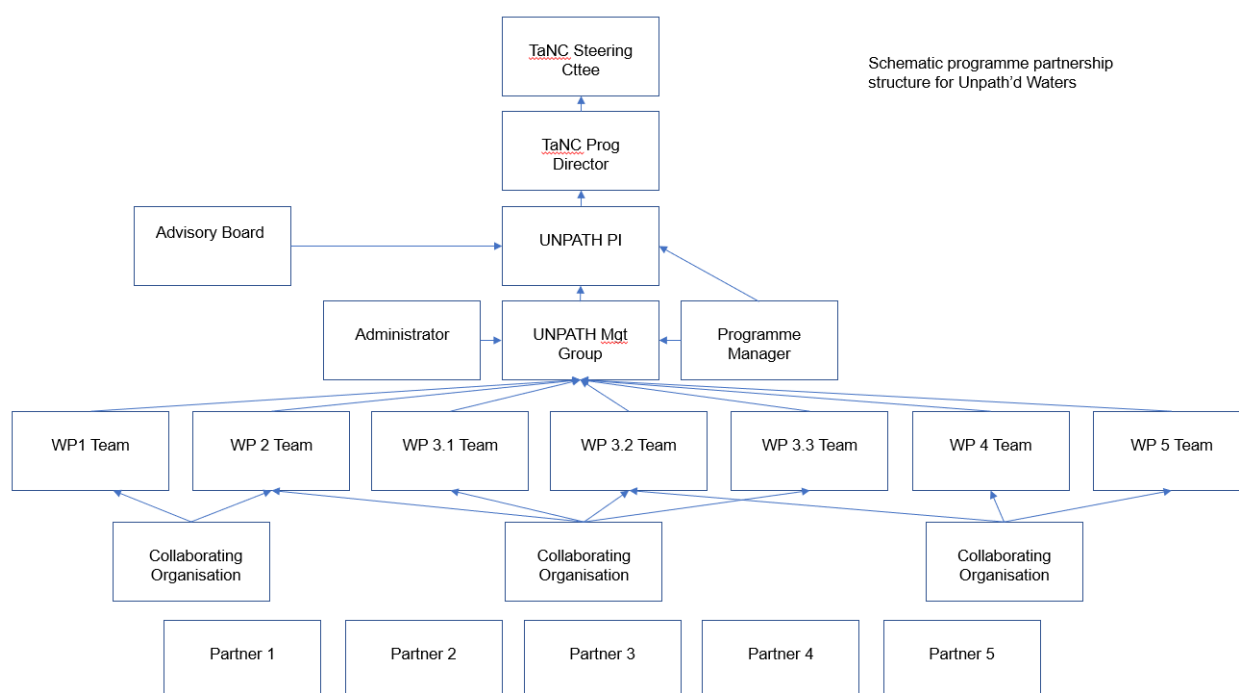 TaNC Steering
Cttee
Schematic programme partnership
structure for Unpath'd Waters
TaNC Prog
Director
Advisory Board
UNPATH PI
Administrator
UNPATH Mgt
Group
Programme
Manager
WP1 Team
WP 2 Team
WP 3.1 Team
WP 3.2 Team
WP 3.3 Team
WP 4 Team
WP 5 Team
Collaborating
Organisation
Collaborating
Organisation
Collaborating
Organisation
Partner 1
Partner 2
Partner 3
Partner 4
Partner 5